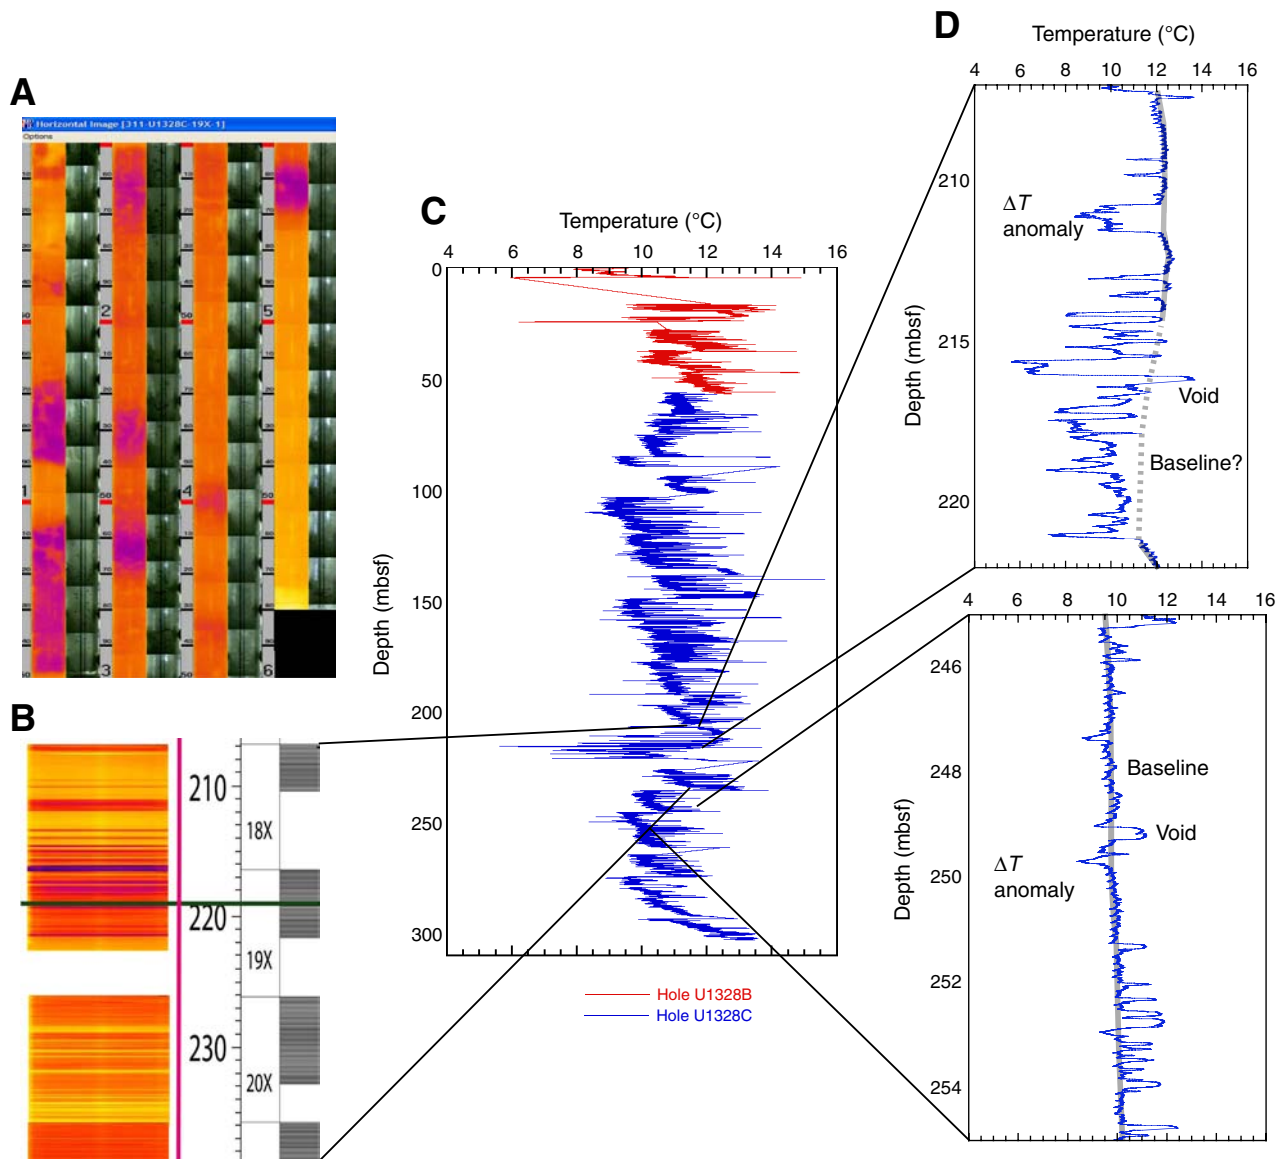 A
Horizontal Image [311-U1328C-19X-1]
Options
1
2
3
4
5
6
B
210
18X
220
19X
230
20X
C
Temperature (°C)
4 6 8 10 12 14 16
Depth (mbsf)
0
50
100
150
200
250
300
Hole U1328B
Hole U1328C
D
Temperature (°C)
4 6 8 10 12 14 16
Depth (mbsf)
210
ΔT
anomaly
215
Void
Baseline?
220
4 6 8 10 12 14 16
Depth (mbsf)
246
248
Baseline
Void
250
ΔT
anomaly
252
254